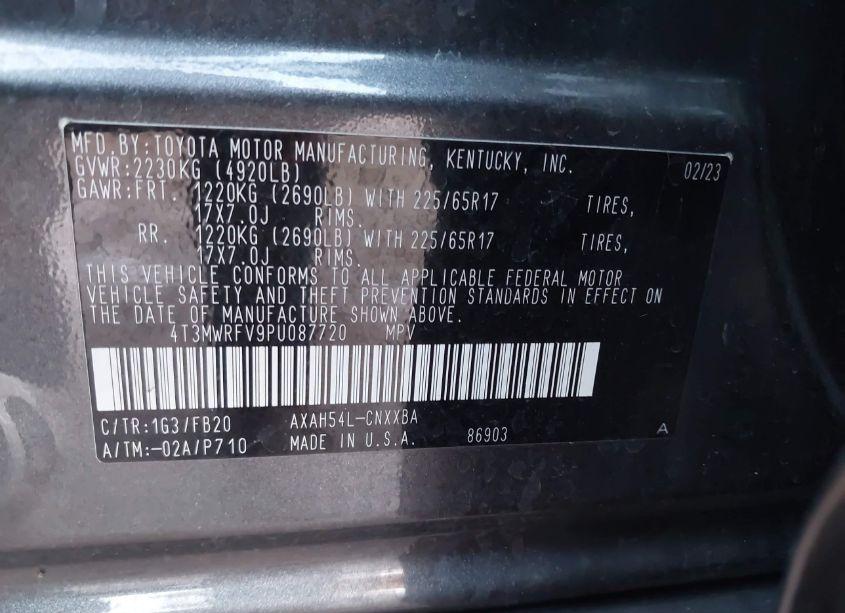 MFD. BY: TOYOTA MOTOR MANUFACTURING, KENTUCKY, INC. 02/23
GVWR: 2230KG (4920LB)
GAWR: FRT. 1220KG (2690LB) WITH 225/65R17 TIRES,
17X7.0J RIMS.
RR. 1220KG (2690LB) WITH 225/65R17 TIRES,
17X7.0J RIMS.
THIS VEHICLE CONFORMS TO ALL APPLICABLE FEDERAL MOTOR
VEHICLE SAFETY AND THEFT PREVENTION STANDARDS IN EFFECT ON
THE DATE OF MANUFACTURE SHOWN ABOVE.
4T3MWRFV9PU087720 MPV
C/TR: 1G3/FB20 AXAH54L-CNXXBA
A/TM: -02A/P710 MADE IN U.S.A. 86903 A